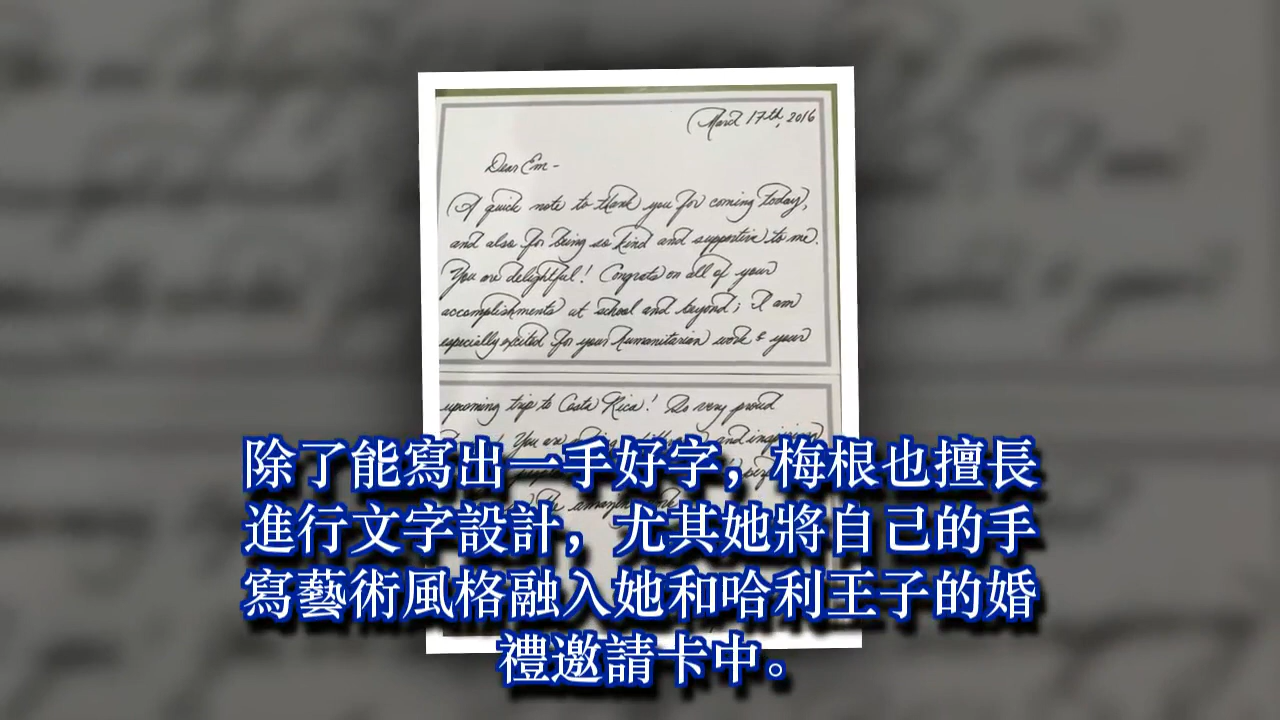 March 17th, 2016
Dear Em-
A quick note to thank you for coming today,
and also for being so kind and supportive to me.
You are delightful! Congrats on all of your
accomplishments at school and beyond; I am
especially excited for your humanitarian work & your
upcoming trip to Costa Rica! So very proud
You are and inspiring
除了能寫出一手好字，梅根也擅長
進行文字設計，尤其她將自己的手
寫藝術風格融入她和哈利王子的婚
禮邀請卡中。